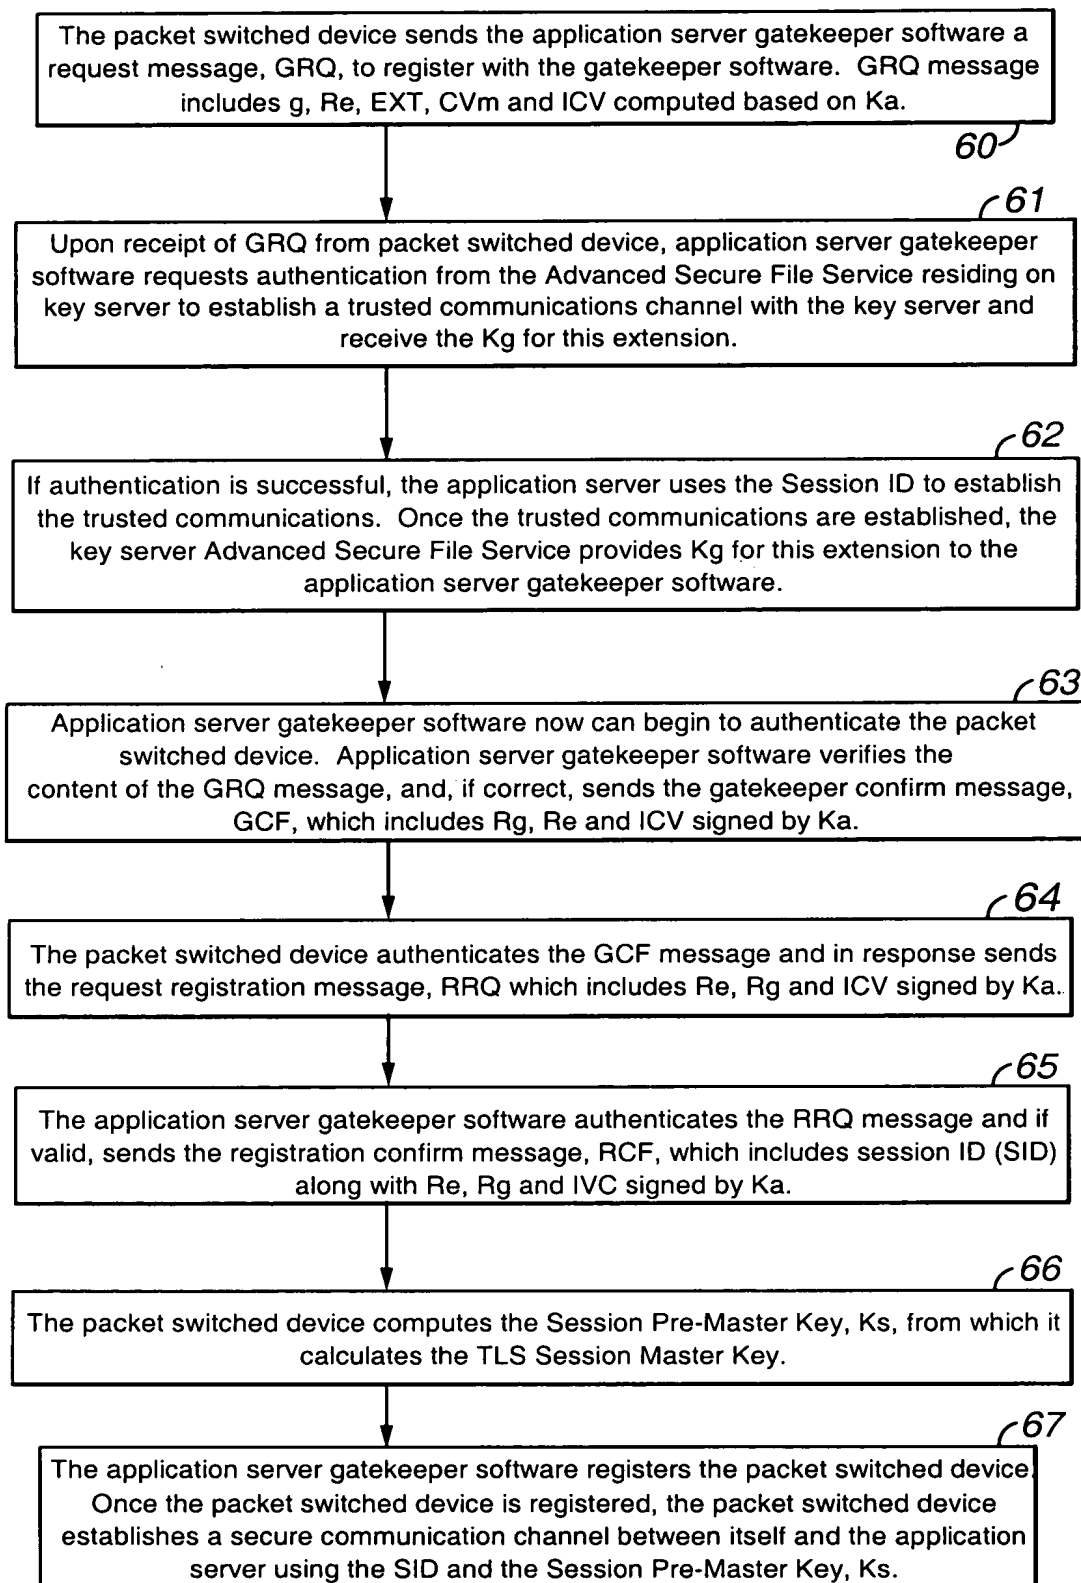 The packet switched device sends the application server gatekeeper software a
request message, GRQ, to register with the gatekeeper software. GRQ message
includes g, Re, EXT, CVm and ICV computed based on Ka.
60
61
Upon receipt of GRQ from packet switched device, application server gatekeeper
software requests authentication from the Advanced Secure File Service residing on
key server to establish a trusted communications channel with the key server and
receive the Kg for this extension.
62
If authentication is successful, the application server uses the Session ID to establish
the trusted communications. Once the trusted communications are established, the
key server Advanced Secure File Service provides Kg for this extension to the
application server gatekeeper software.
63
Application server gatekeeper software now can begin to authenticate the packet
switched device. Application server gatekeeper software verifies the
content of the GRQ message, and, if correct, sends the gatekeeper confirm message,
GCF, which includes Rg, Re and ICV signed by Ka.
64
The packet switched device authenticates the GCF message and in response sends
the request registration message, RRQ which includes Re, Rg and ICV signed by Ka.
65
The application server gatekeeper software authenticates the RRQ message and if
valid, sends the registration confirm message, RCF, which includes session ID (SID)
along with Re, Rg and IVC signed by Ka.
66
The packet switched device computes the Session Pre-Master Key, Ks, from which it
calculates the TLS Session Master Key.
67
The application server gatekeeper software registers the packet switched device.
Once the packet switched device is registered, the packet switched device
establishes a secure communication channel between itself and the application
server using the SID and the Session Pre-Master Key, Ks.